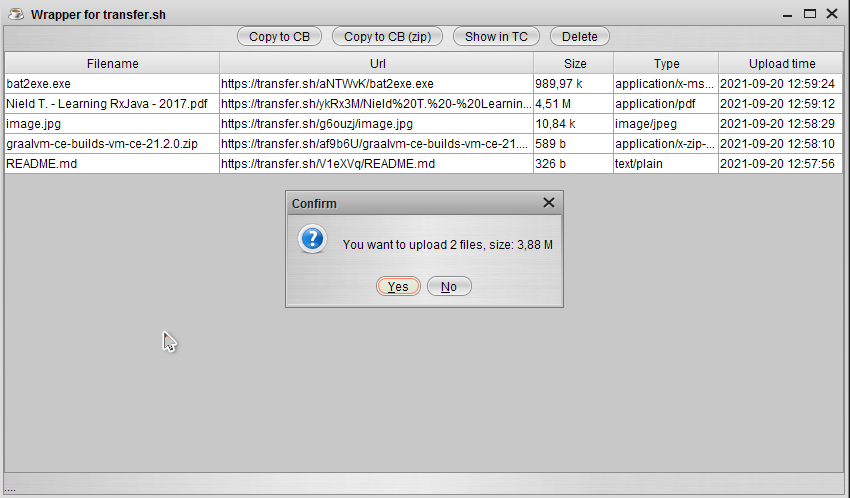 Wrapper for transfer.sh
Copy to CB Copy to CB (zip) Show in TC Delete
Filename Url Size Type Upload time
bat2exe.exe https://transfer.sh/aNTWvK/bat2exe.exe 989,97 k application/x-ms... 2021-09-20 12:59:24
Nield T. - Learning RxJava - 2017.pdf https://transfer.sh/ykRx3M/Nield%20T.%20-%20Learnin... 4,51 M application/pdf 2021-09-20 12:59:12
image.jpg https://transfer.sh/g6ouzj/image.jpg 10,84 k image/jpeg 2021-09-20 12:58:29
graalvm-ce-builds-vm-ce-21.2.0.zip https://transfer.sh/af9b6U/graalvm-ce-builds-vm-ce-21.... 589 b application/x-zip-... 2021-09-20 12:58:10
README.md https://transfer.sh/V1eXVq/README.md 326 b text/plain 2021-09-20 12:57:56
Confirm
You want to upload 2 files, size: 3,88 M
Yes No
....